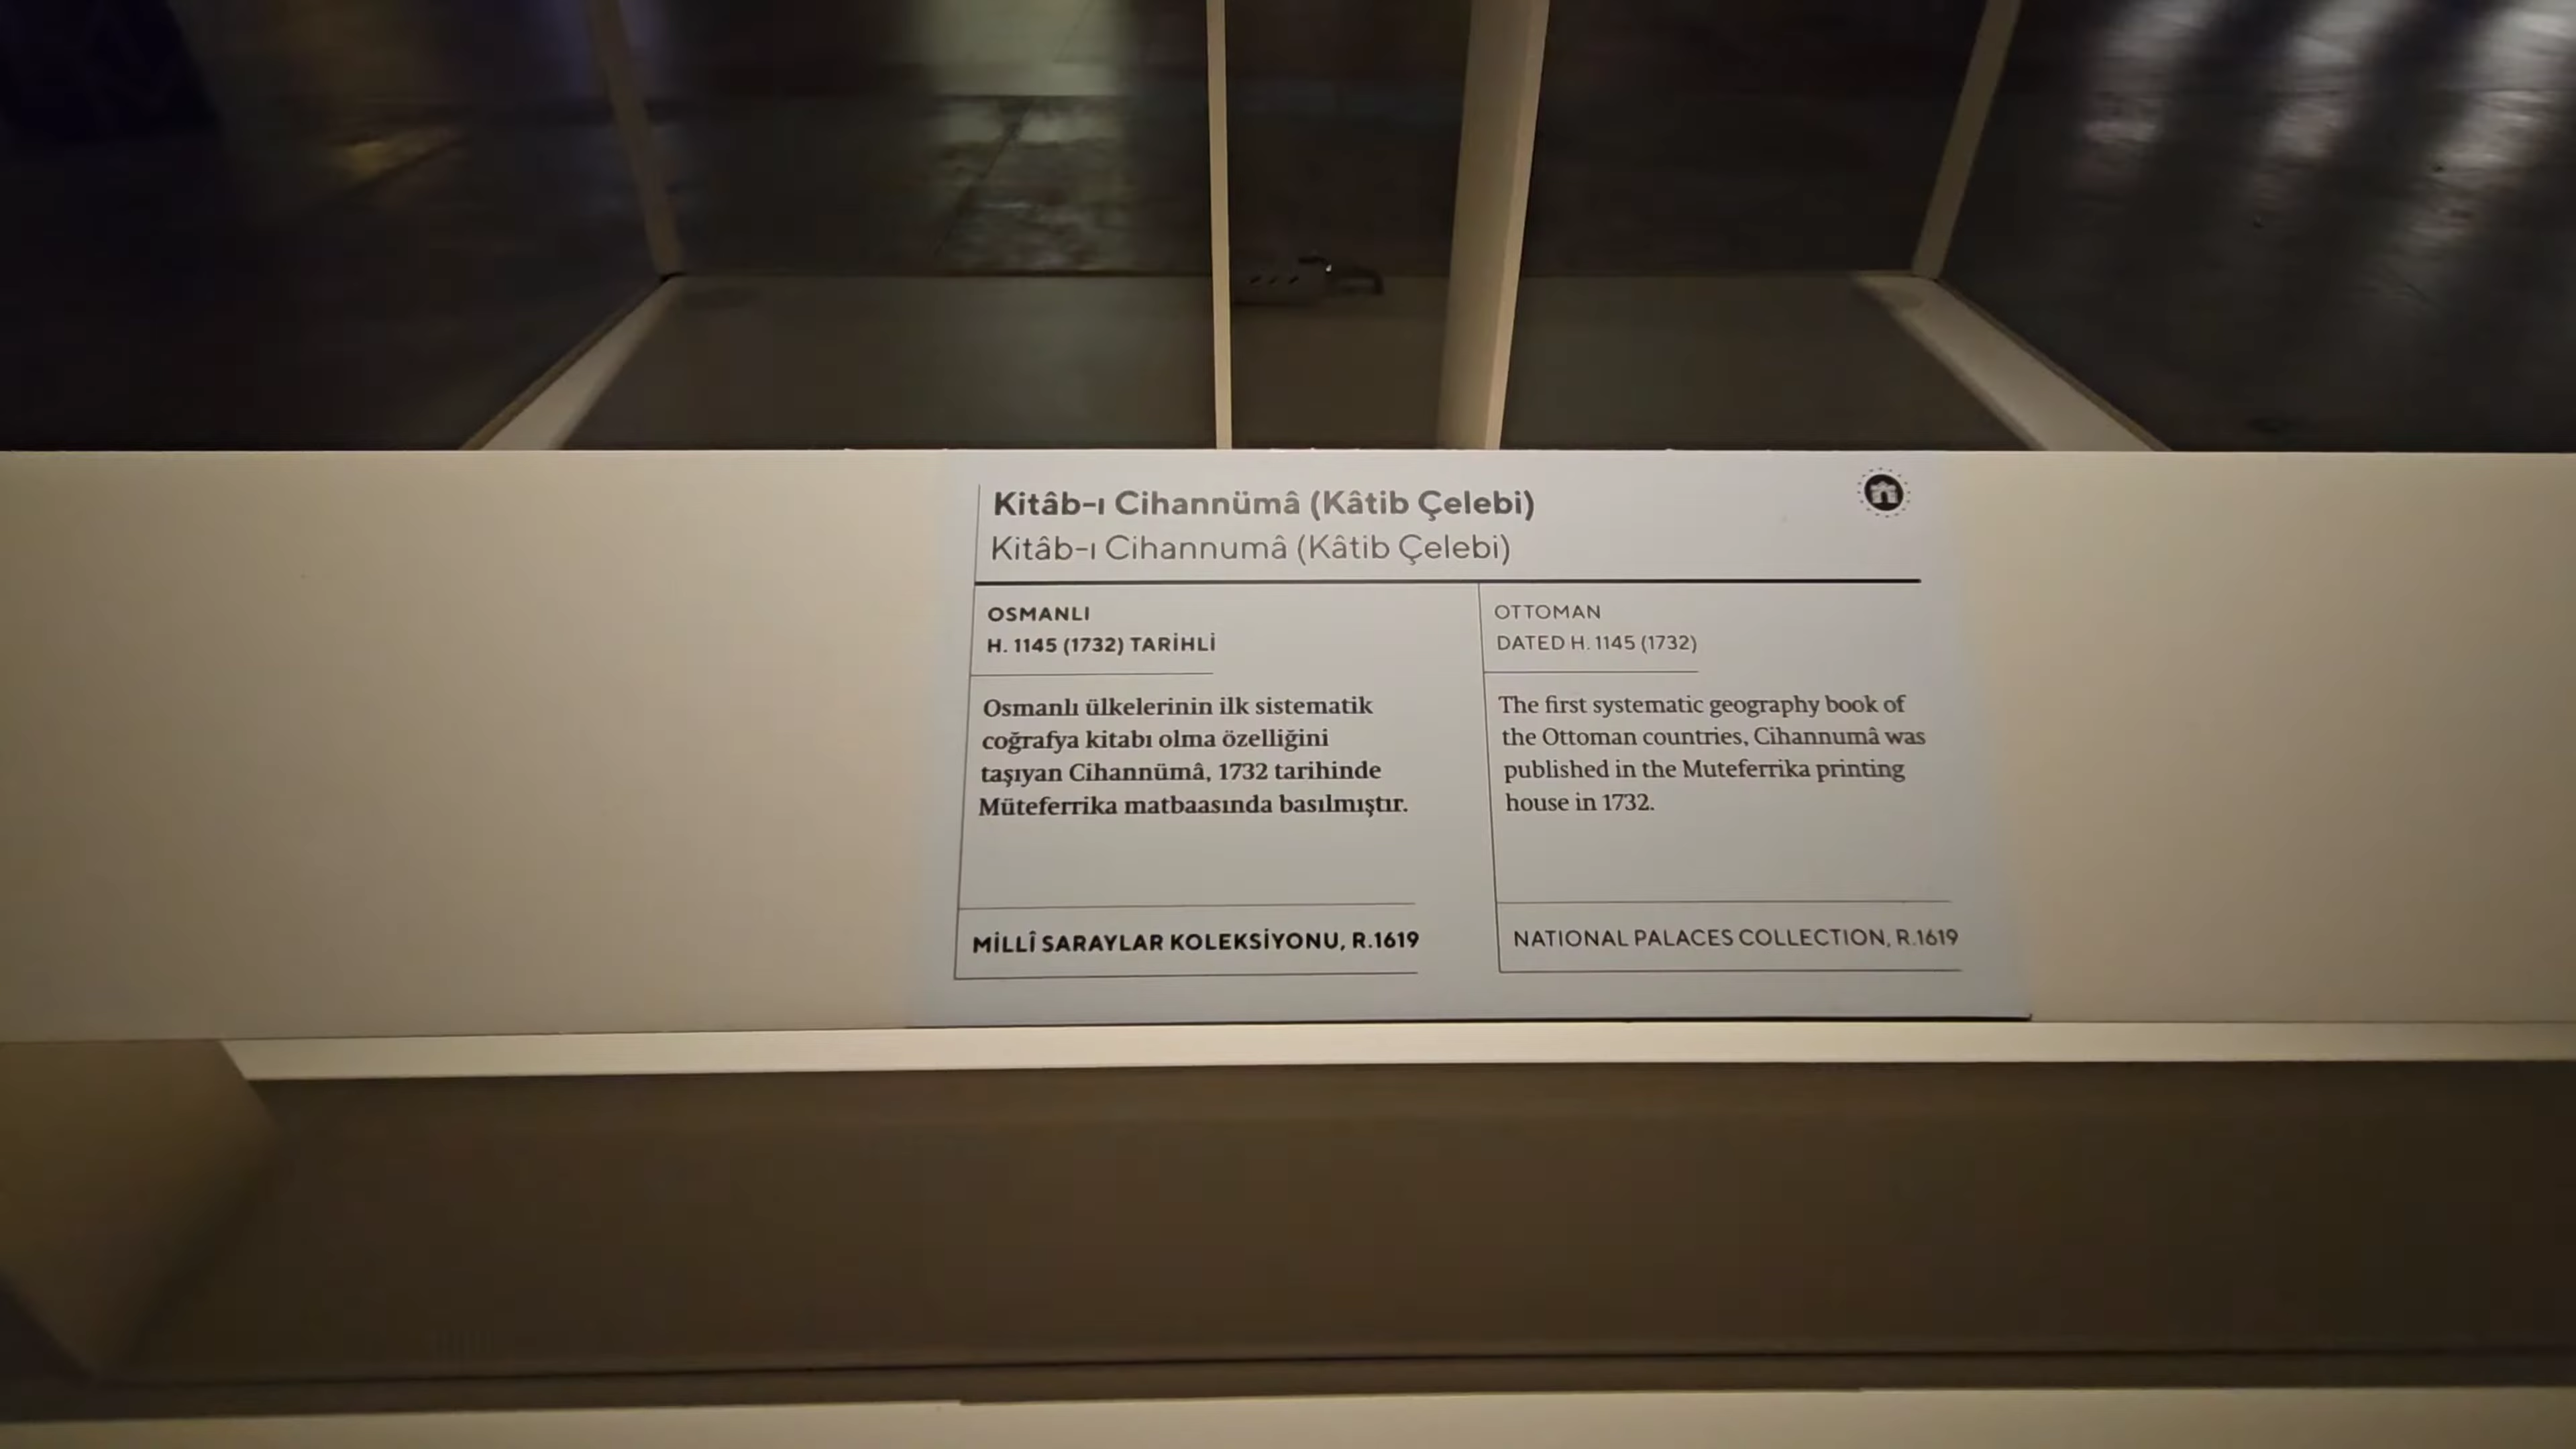 Kitâb-ı Cihannümâ (Kâtib Çelebi)
Kitâb-ı Cihannumâ (Kâtib Çelebi)
OSMANLI
H. 1145 (1732) TARİHLİ
Osmanlı ülkelerinin ilk sistematik
coğrafya kitabı olma özelliğini
taşıyan Cihannümâ, 1732 tarihinde
Müteferrika matbaasında basılmıştır.
MİLLÎ SARAYLAR KOLEKSİYONU, R.1619
OTTOMAN
DATED H. 1145 (1732)
The first systematic geography book of
the Ottoman countries, Cihannumâ was
published in the Muteferrika printing
house in 1732.
NATIONAL PALACES COLLECTION, R.1619